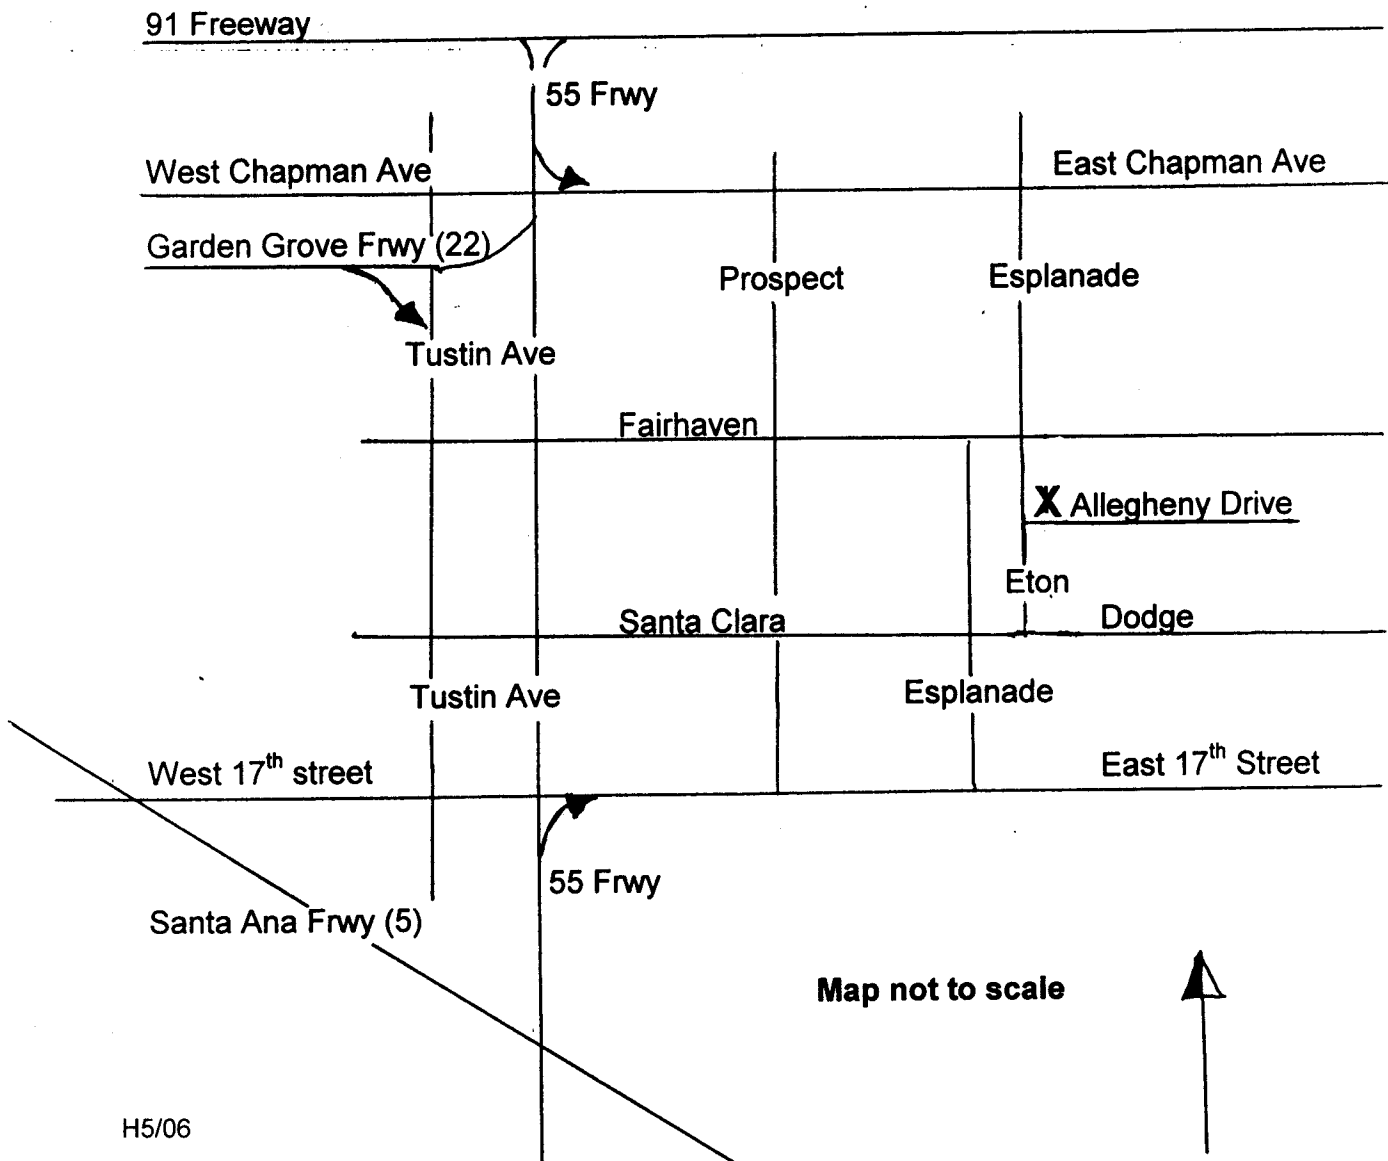 91 Freeway
55 Frwy
West Chapman Ave
East Chapman Ave
Garden Grove Frwy (22)
Prospect
Esplanade
Tustin Ave
Fairhaven
X Allegheny Drive
Eton
Santa Clara
Dodge
Tustin Ave
Esplanade
West 17th street
East 17th Street
55 Frwy
Santa Ana Frwy (5)
Map not to scale
H5/06